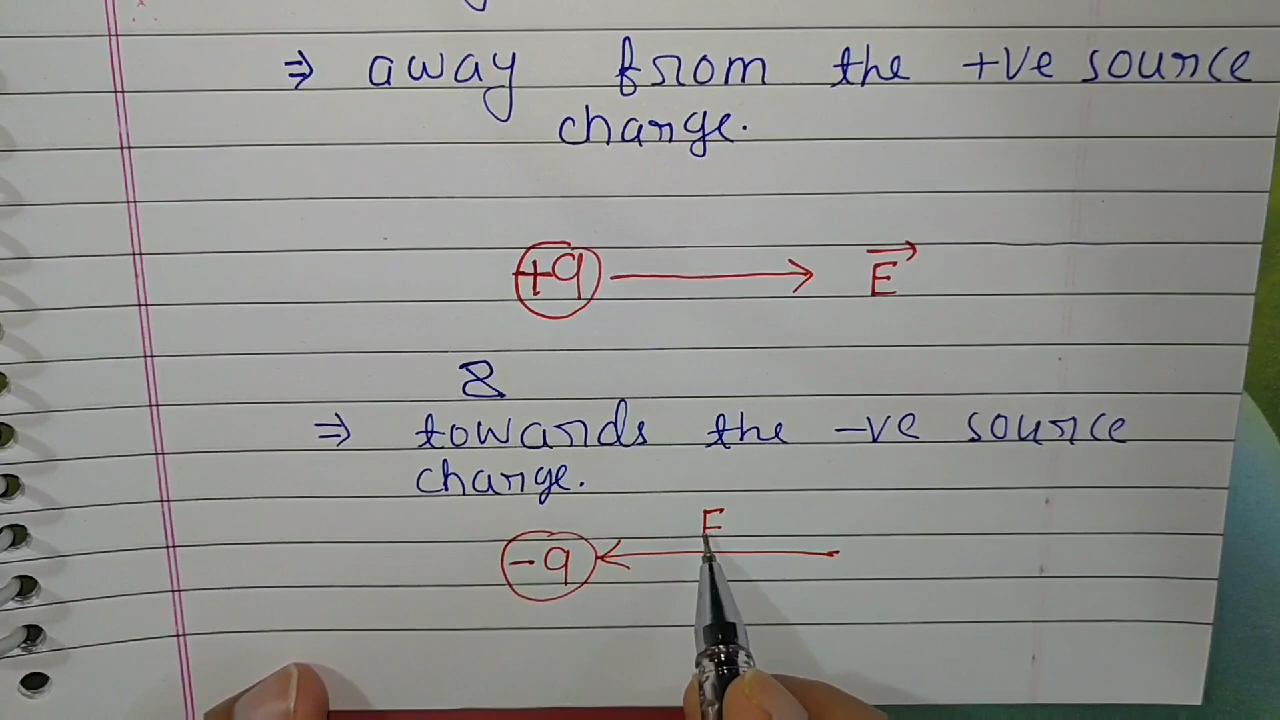 ⇒ away from the +ve source
charge.
+q → E
&
⇒ towards the -ve source
charge.
E
-q ←